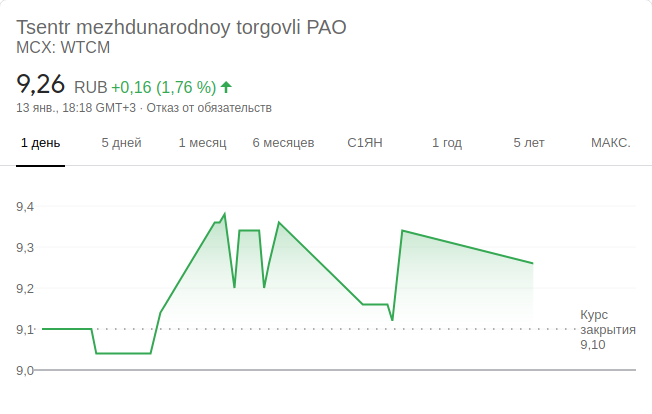 Tsentr mezhdunarodnoy torgovli PAO
MCX: WTCM
9,26 RUB +0,16 (1,76 %)
13 янв., 18:18 GMT+3 · Отказ от обязательств
1 день 5 дней 1 месяц 6 месяцев С1ЯН 1 год 5 лет МАКС.
9,4
9,3
9,2
9,1
9,0
Курс
закрытия
9,10